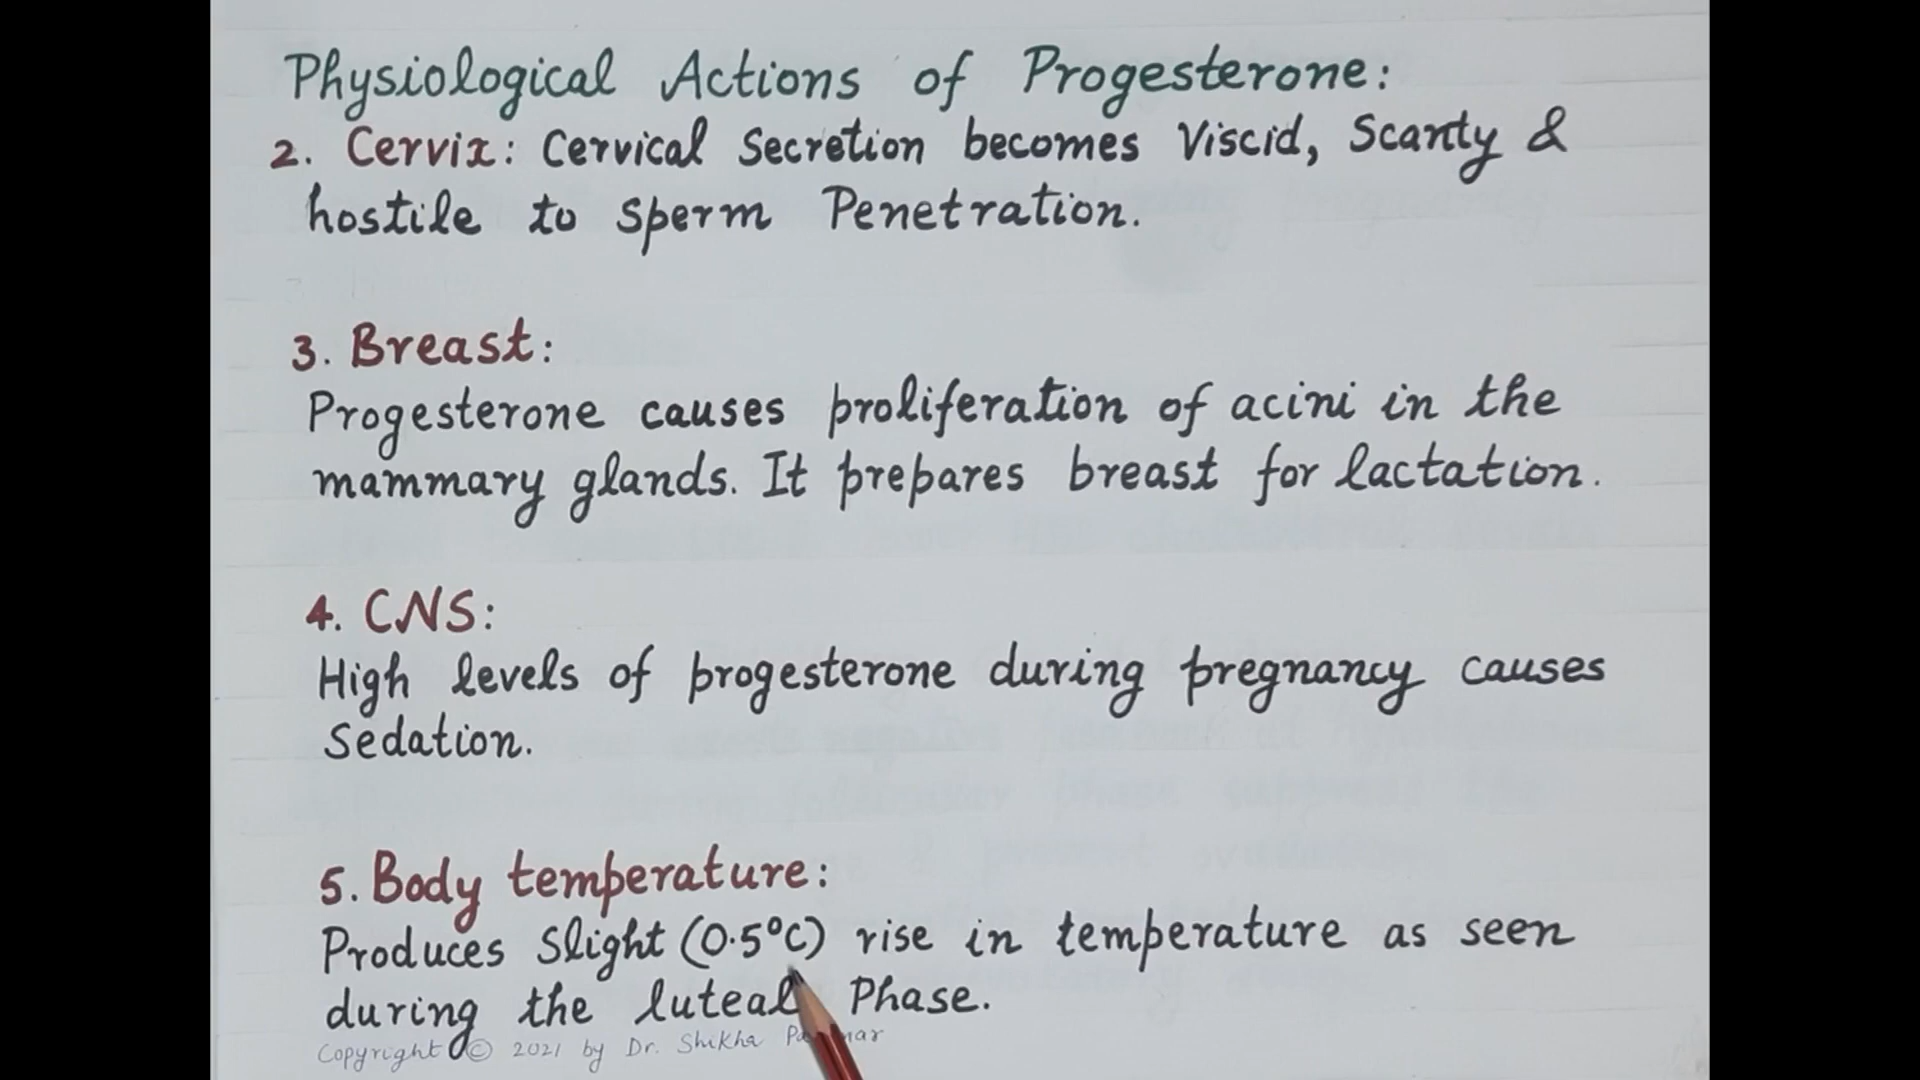 Physiological Actions of Progesterone:
2. Cervix: Cervical Secretion becomes Viscid, Scanty &
hostile to sperm Penetration.
3. Breast:
Progesterone causes proliferation of acini in the
mammary glands. It prepares breast for lactation.
4. CNS:
High levels of progesterone during pregnancy causes
Sedation.
5. Body temperature:
Produces Slight (0.5°C) rise in temperature as seen
during the luteal Phase.
Copyright © 2021 by Dr. Shikha